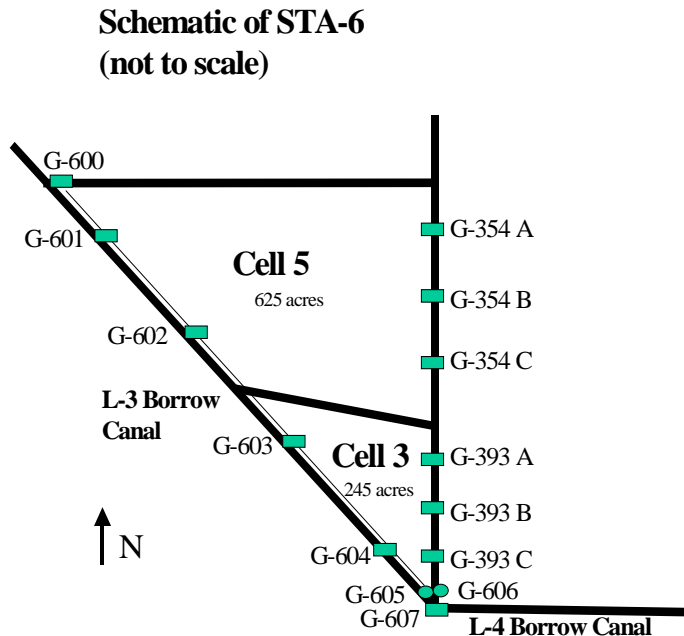 Schematic of STA-6
(not to scale)
G-600
G-601
G-354 A
Cell 5
625 acres
G-354 B
G-602
G-354 C
L-3 Borrow
Canal
G-603
Cell 3
245 acres
G-393 A
G-393 B
N
G-604
G-393 C
G-605
G-606
G-607
L-4 Borrow Canal